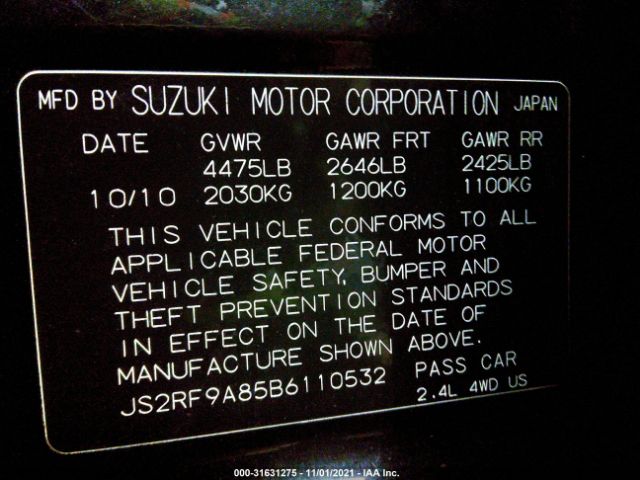 MFD BY SUZUKI MOTOR CORPORATION JAPAN
DATE GVWR GAWR FRT GAWR RR
4475LB 2646LB 2425LB
10/10 2030KG 1200KG 1100KG
THIS VEHICLE CONFORMS TO ALL
APPLICABLE FEDERAL MOTOR
VEHICLE SAFETY, BUMPER AND
THEFT PREVENTION STANDARDS
IN EFFECT ON THE DATE OF
MANUFACTURE SHOWN ABOVE.
JS2RF9A85B6110532 PASS CAR
2.4L 4WD US
000-31631275 - 11/01/2021 - IAA Inc.